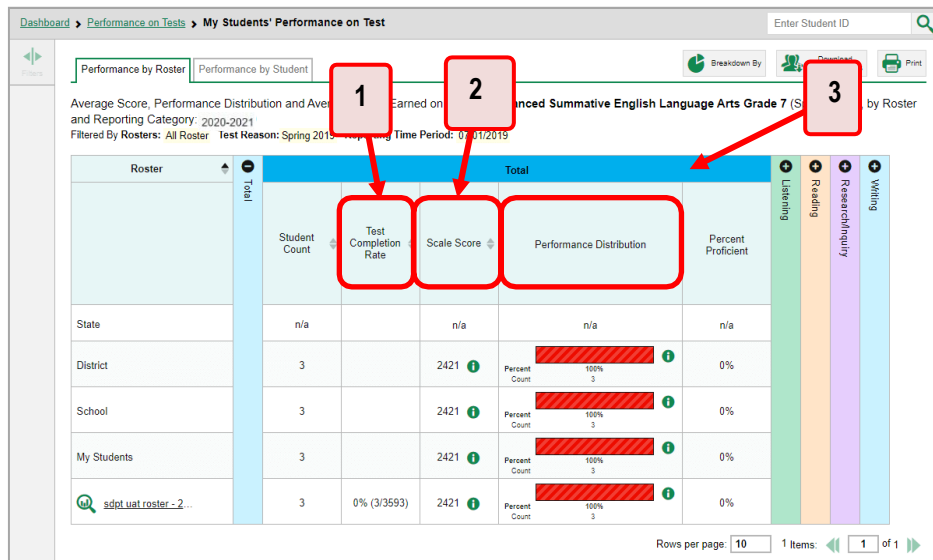 Dashboard > Performance on Tests > My Students' Performance on Test
Enter Student ID
Filters
Performance by Roster
Performance by Student
Breakdown By
Print
1
2
3
Average Score, Performance Distribution and Earned on anced Summative English Language Arts Grade 7 by Roster
and Reporting Category: 2020-2021
Filtered By Rosters: All Roster Test Reason: Spring 2019 Time Period: 07/01/2019
Roster
Total
Total
Student Count
Test Completion Rate
Scale Score
Performance Distribution
Percent Proficient
Listening
Reading
Research/Inquiry
Writing
State n/a n/a n/a n/a
District 3 2421 Percent 100% 0%
Count 3
School 3 2421 Percent 100% 0%
Count 3
My Students 3 2421 Percent 100% 0%
Count 3
sdpt uat roster - 2... 3 0% (3/3593) 2421 Percent 100% 0%
Count 3
Rows per page: 10 1 Items: 1 of 1